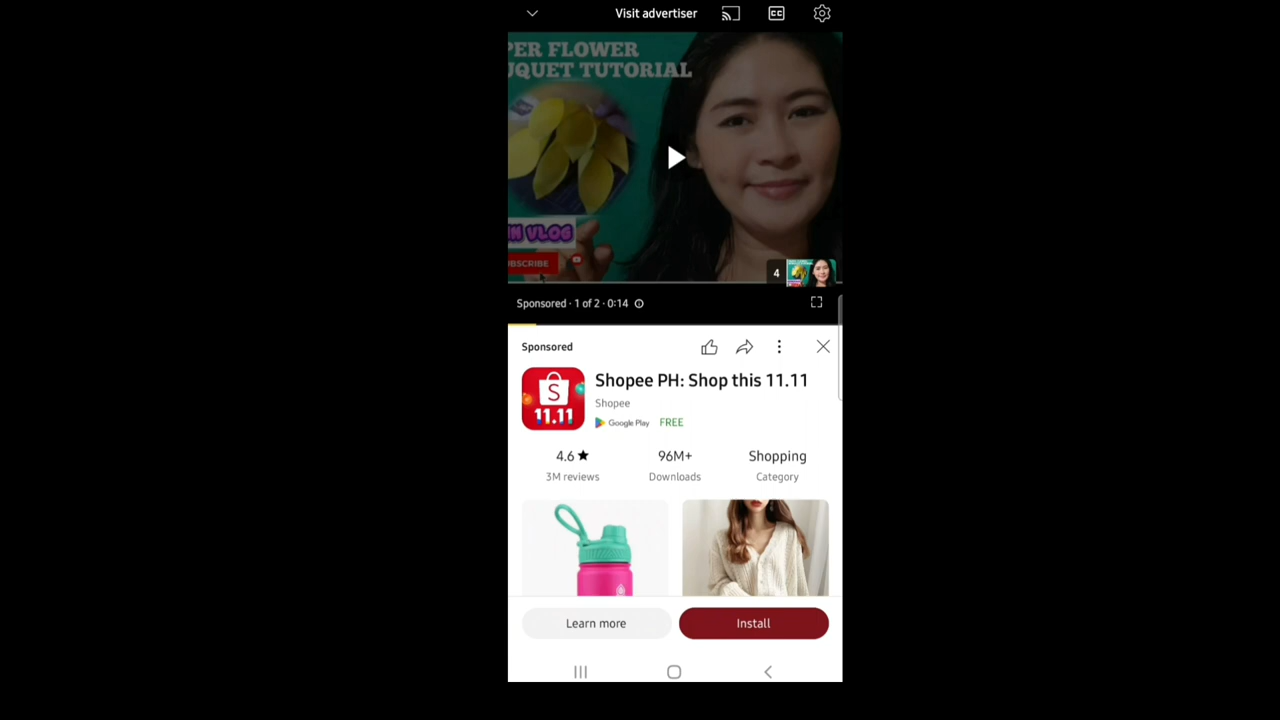 Visit advertiser
CC
PER FLOWER
UQUET TUTORIAL
IN VLOG
UBSCRIBE
4
Sponsored · 1 of 2 · 0:14
Sponsored
Shopee PH: Shop this 11.11
S
11.11
Shopee
Google Play FREE
4.6★ 96M+ Shopping
3M reviews Downloads Category
Learn more Install